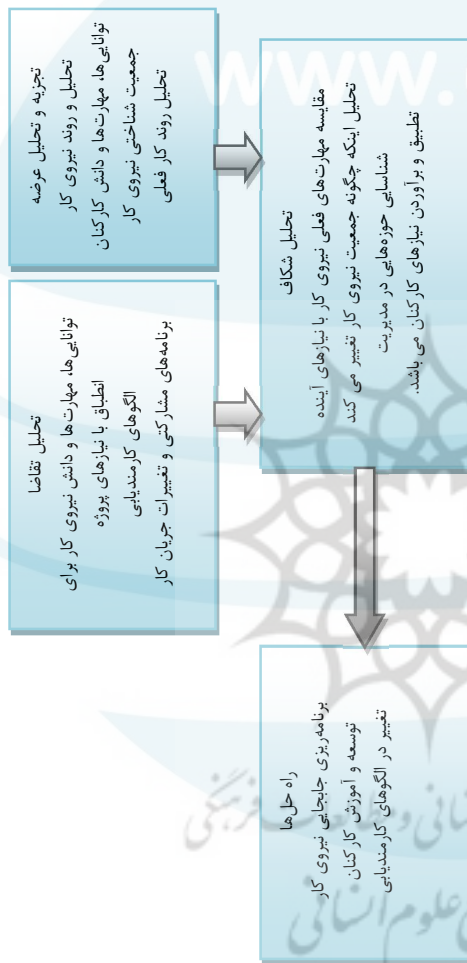 تجزیه و تحلیل عرضه
تحلیل و روند نیروی کار
توانایی‌ها، مهارت‌ها و دانش کارکنان
جمعیت شناختی نیروی کار
تحلیل روند کار فعلی
تحلیل تقاضا
توانایی‌ها، مهارت‌ها و دانش نیروی کار برای
انطباق با نیازهای پروژه
الگوهای کارمندیابی
برنامه‌های مشارکتی و تغییرات جریان کار
تحلیل شکاف
مقایسه مهارت‌های فعلی نیروی کار با نیازهای آینده
تحلیل اینکه چگونه جمعیت نیروی کار تغییر می کند
شناسایی حوزه‌هایی در مدیریت
تطبیق و برآوردن نیازهای کارکنان می باشد.
راه حل‌ها
برنامه‌ریزی جابجایی نیروی کار
توسعه و آموزش کارکنان
تغییر در الگوهای کارمندیابی
www.
علوم انسانی